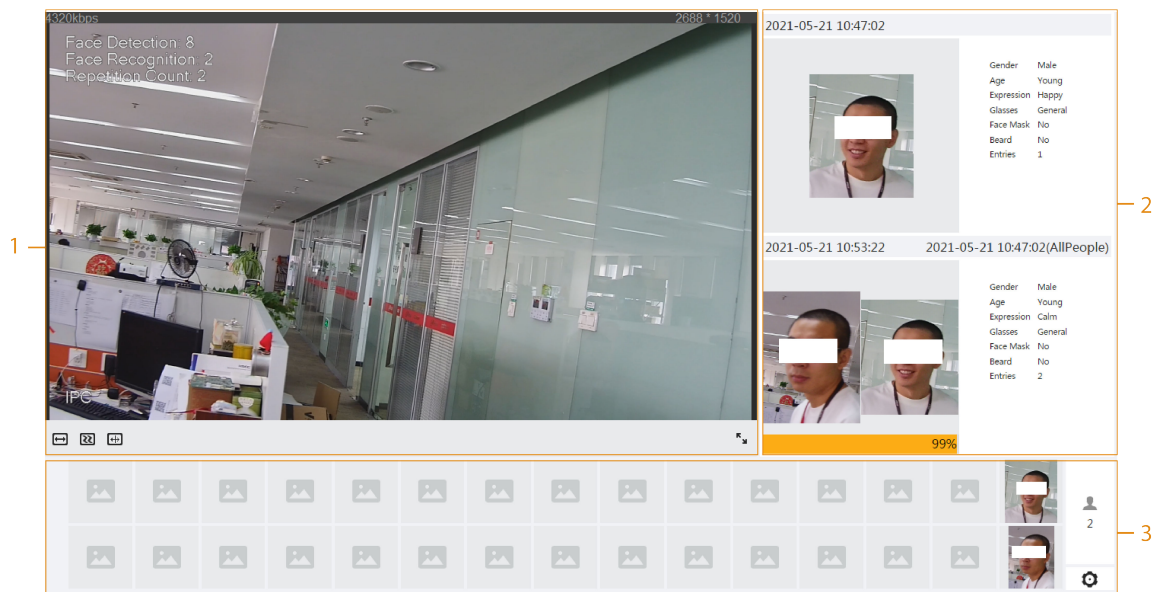 4320kbps
2688 * 1520
Face Detection: 8
Face Recognition: 2
Repetition Count: 2
IPC
1
2021-05-21 10:47:02
Gender Male
Age Young
Expression Happy
Glasses General
Face Mask No
Beard No
Entries 1
2
2021-05-21 10:53:22 2021-05-21 10:47:02(AllPeople)
Gender Male
Age Young
Expression Calm
Glasses General
Face Mask No
Beard No
Entries 2
99%
2
3